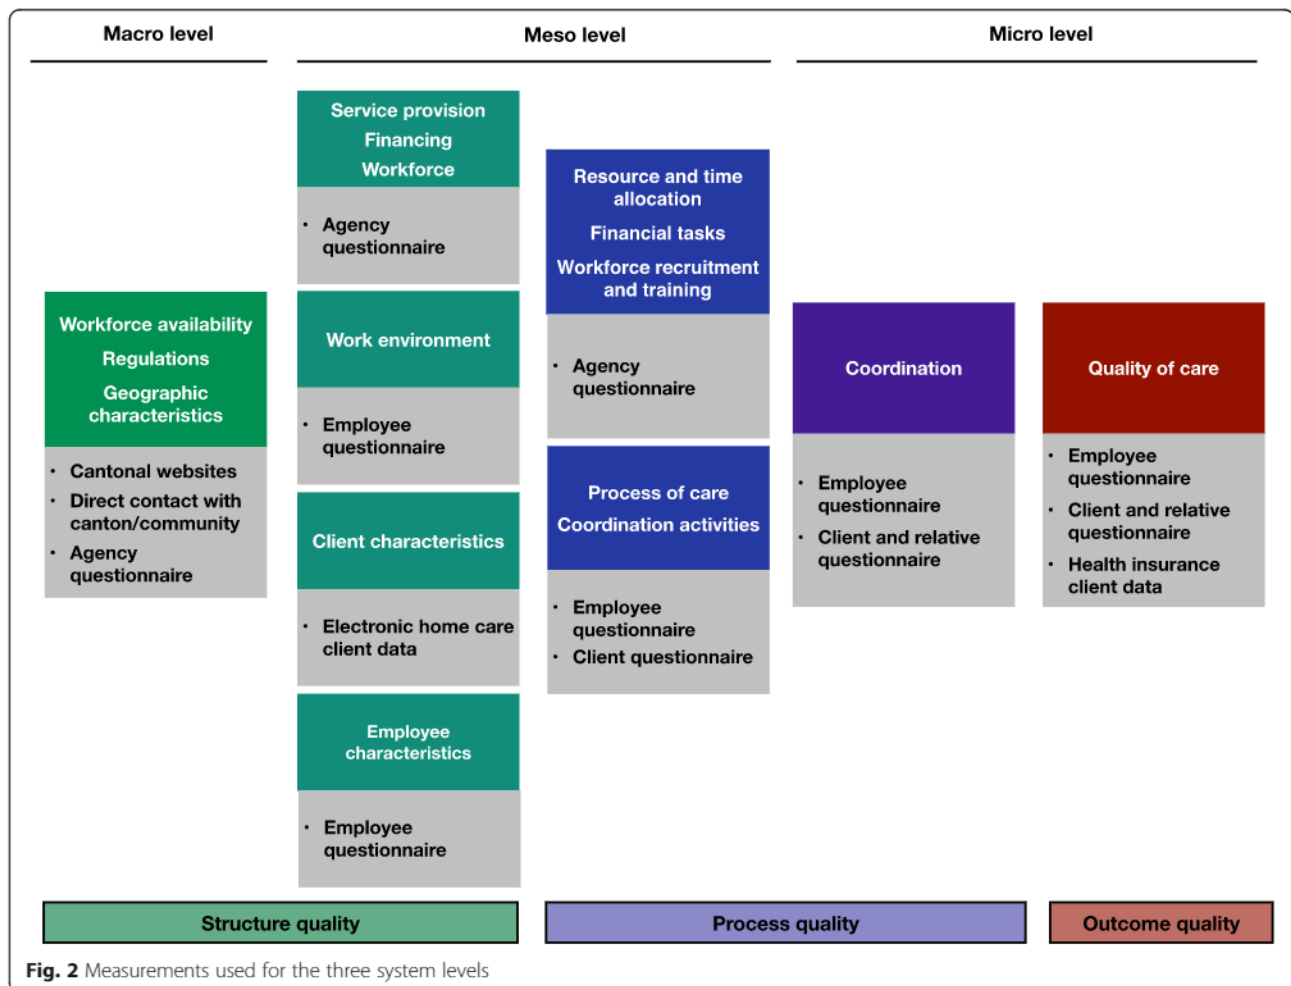 Macro level
Meso level
Micro level
Workforce availability
Regulations
Geographic
characteristics
• Cantonal websites
• Direct contact with
canton/community
• Agency
questionnaire
Service provision
Financing
Workforce
• Agency
questionnaire
Work environment
• Employee
questionnaire
Client characteristics
• Electronic home care
client data
Employee
characteristics
• Employee
questionnaire
Resource and time
allocation
Financial tasks
Workforce recruitment
and training
• Agency
questionnaire
Process of care
Coordination activities
• Employee
questionnaire
• Client questionnaire
Coordination
• Employee
questionnaire
• Client and relative
questionnaire
Quality of care
• Employee
questionnaire
• Client and relative
questionnaire
• Health insurance
client data
Structure quality
Process quality
Outcome quality
Fig. 2 Measurements used for the three system levels